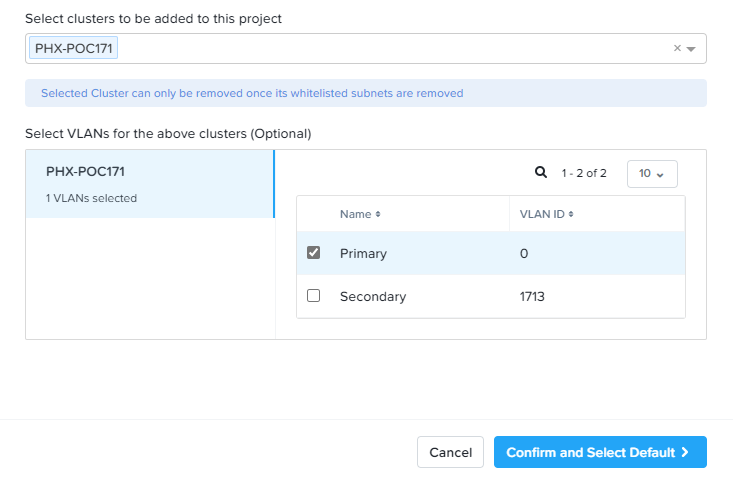 Select clusters to be added to this project
PHX-POC171
Selected Cluster can only be removed once its whitelisted subnets are removed
Select VLANs for the above clusters (Optional)
PHX-POC171
1 VLANs selected
1 - 2 of 2
10
Name
VLAN ID
Primary
0
Secondary
1713
Cancel
Confirm and Select Default